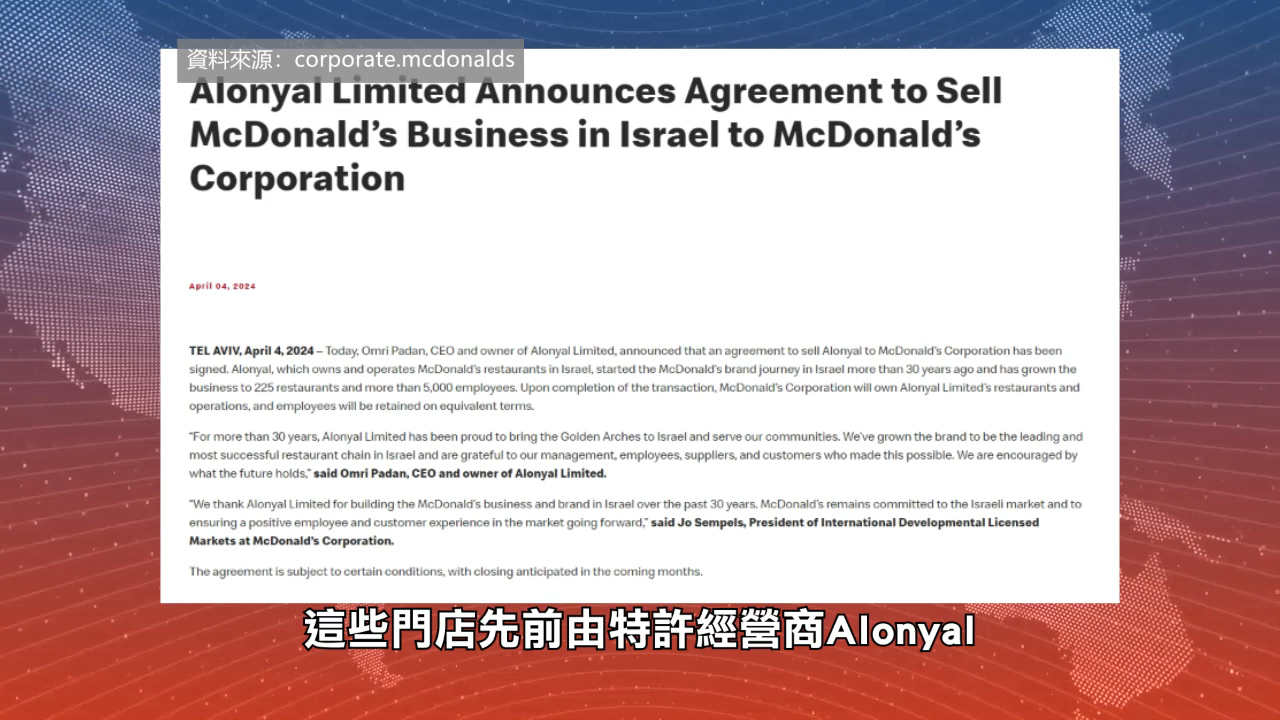 資料來源：corporate.mcdonalds
Alonyal Limited Announces Agreement to Sell
McDonald’s Business in Israel to McDonald’s
Corporation
April 04, 2024
TEL AVIV, April 4, 2024 – Today, Omri Padan, CEO and owner of Alonyal Limited, announced that an agreement to sell Alonyal to McDonald’s Corporation has been
signed. Alonyal, which owns and operates McDonald’s restaurants in Israel, started the McDonald’s brand journey in Israel more than 30 years ago and has grown the
business to 225 restaurants and more than 5,000 employees. Upon completion of the transaction, McDonald’s Corporation will own Alonyal Limited’s restaurants and
operations, and employees will be retained on equivalent terms.
“For more than 30 years, Alonyal Limited has been proud to bring the Golden Arches to Israel and serve our communities. We’ve grown the brand to be the leading and
most successful restaurant chain in Israel and are grateful to our management, employees, suppliers, and customers who made this possible. We are encouraged by
what the future holds,” said Omri Padan, CEO and owner of Alonyal Limited.
“We thank Alonyal Limited for building the McDonald’s business and brand in Israel over the past 30 years. McDonald’s remains committed to the Israeli market and to
ensuring a positive employee and customer experience in the market going forward,” said Jo Sempels, President of International Developmental Licensed
Markets at McDonald’s Corporation.
The agreement is subject to certain conditions, with closing anticipated in the coming months.
這些門店先前由特許經營商Alonyal